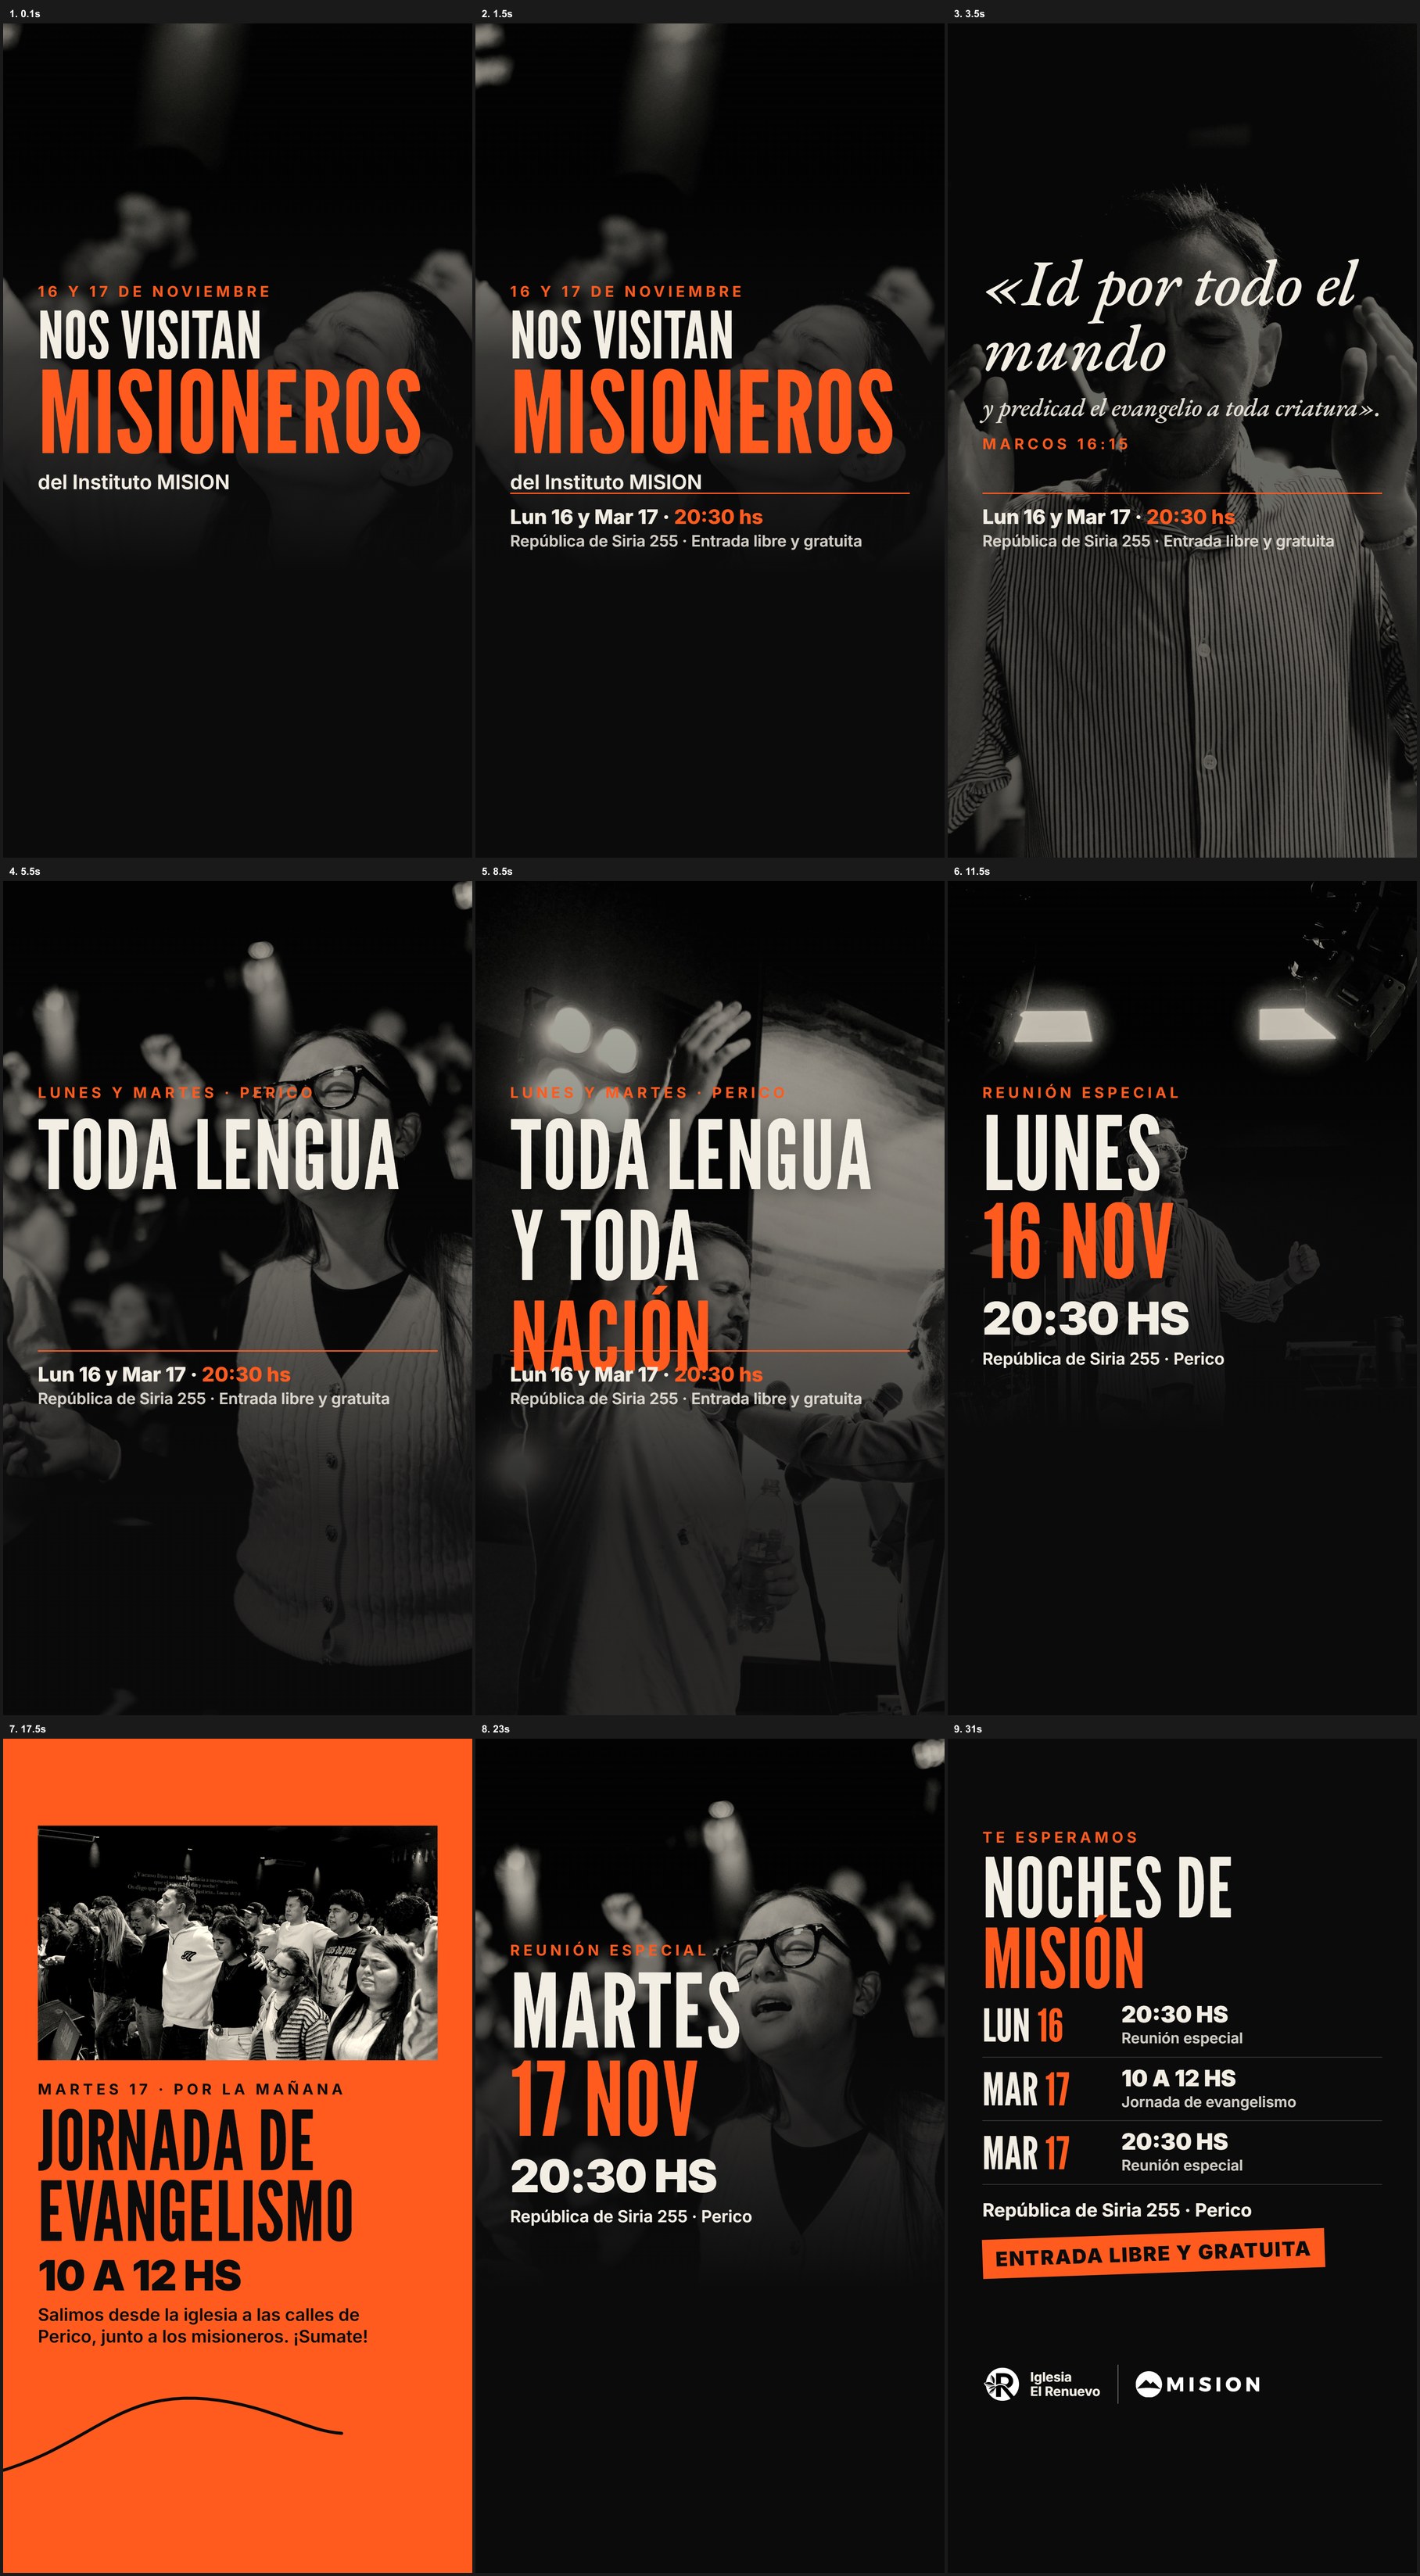 1. 0.1s
16 Y 17 DE NOVIEMBRE
NOS VISITAN
MISIONEROS
del Instituto MISION
2. 1.5s
16 Y 17 DE NOVIEMBRE
NOS VISITAN
MISIONEROS
del Instituto MISION
Lun 16 y Mar 17 · 20:30 hs
República de Siria 255 · Entrada libre y gratuita
3. 3.5s
«Id por todo el
mundo
y predicad el evangelio a toda criatura».
MARCOS 16:15
Lun 16 y Mar 17 · 20:30 hs
República de Siria 255 · Entrada libre y gratuita
4. 5.5s
LUNES Y MARTES · PERICO
TODA LENGUA
Lun 16 y Mar 17 · 20:30 hs
República de Siria 255 · Entrada libre y gratuita
5. 8.5s
LUNES Y MARTES · PERICO
TODA LENGUA
Y TODA
NACIÓN
Lun 16 y Mar 17 · 20:30 hs
República de Siria 255 · Entrada libre y gratuita
6. 11.5s
REUNIÓN ESPECIAL
LUNES
16 NOV
20:30 HS
República de Siria 255 · Perico
7. 17.5s
MARTES 17 · POR LA MAÑANA
JORNADA DE
EVANGELISMO
10 A 12 HS
Salimos desde la iglesia a las calles de
Perico, junto a los misioneros. ¡Sumate!
8. 23s
REUNIÓN ESPECIAL
MARTES
17 NOV
20:30 HS
República de Siria 255 · Perico
9. 31s
TE ESPERAMOS
NOCHES DE
MISIÓN
LUN 16 20:30 HS
Reunión especial
MAR 17 10 A 12 HS
Jornada de evangelismo
MAR 17 20:30 HS
Reunión especial
República de Siria 255 · Perico
ENTRADA LIBRE Y GRATUITA
Iglesia
El Renuevo
MISION